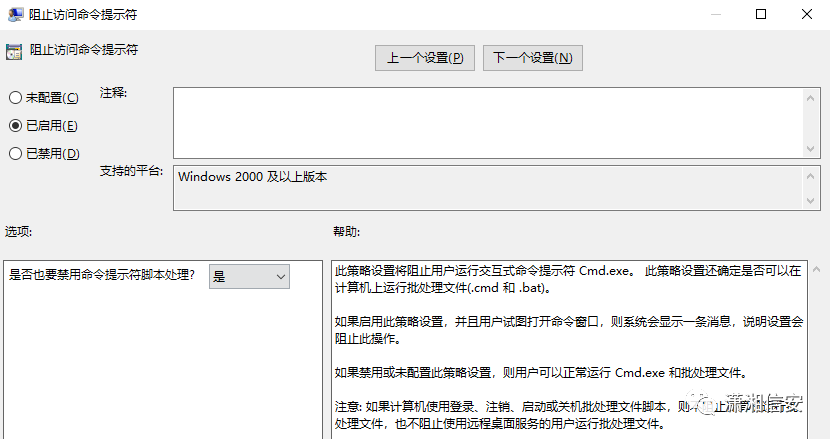 阻止访问命令提示符
阻止访问命令提示符
上一个设置(P)
下一个设置(N)
未配置(C)
注释:
已启用(E)
已禁用(D)
支持的平台:
Windows 2000 及以上版本
选项:
帮助:
是否也要禁用命令提示符脚本处理?
是
此策略设置将阻止用户运行交互式命令提示符 Cmd.exe。 此策略设置还确定是否可以在
计算机上运行批处理文件(.cmd 和 .bat)。
如果启用此策略设置，并且用户试图打开命令窗口，则系统会显示一条消息，说明设置会
阻止此操作。
如果禁用或未配置此策略设置，则用户可以正常运行 Cmd.exe 和批处理文件。
注意: 如果计算机使用登录、注销、启动或关机批处理文件脚本，则
处理文件，也不阻止使用远程桌面服务的用户运行批处理文件。
潇湘信安